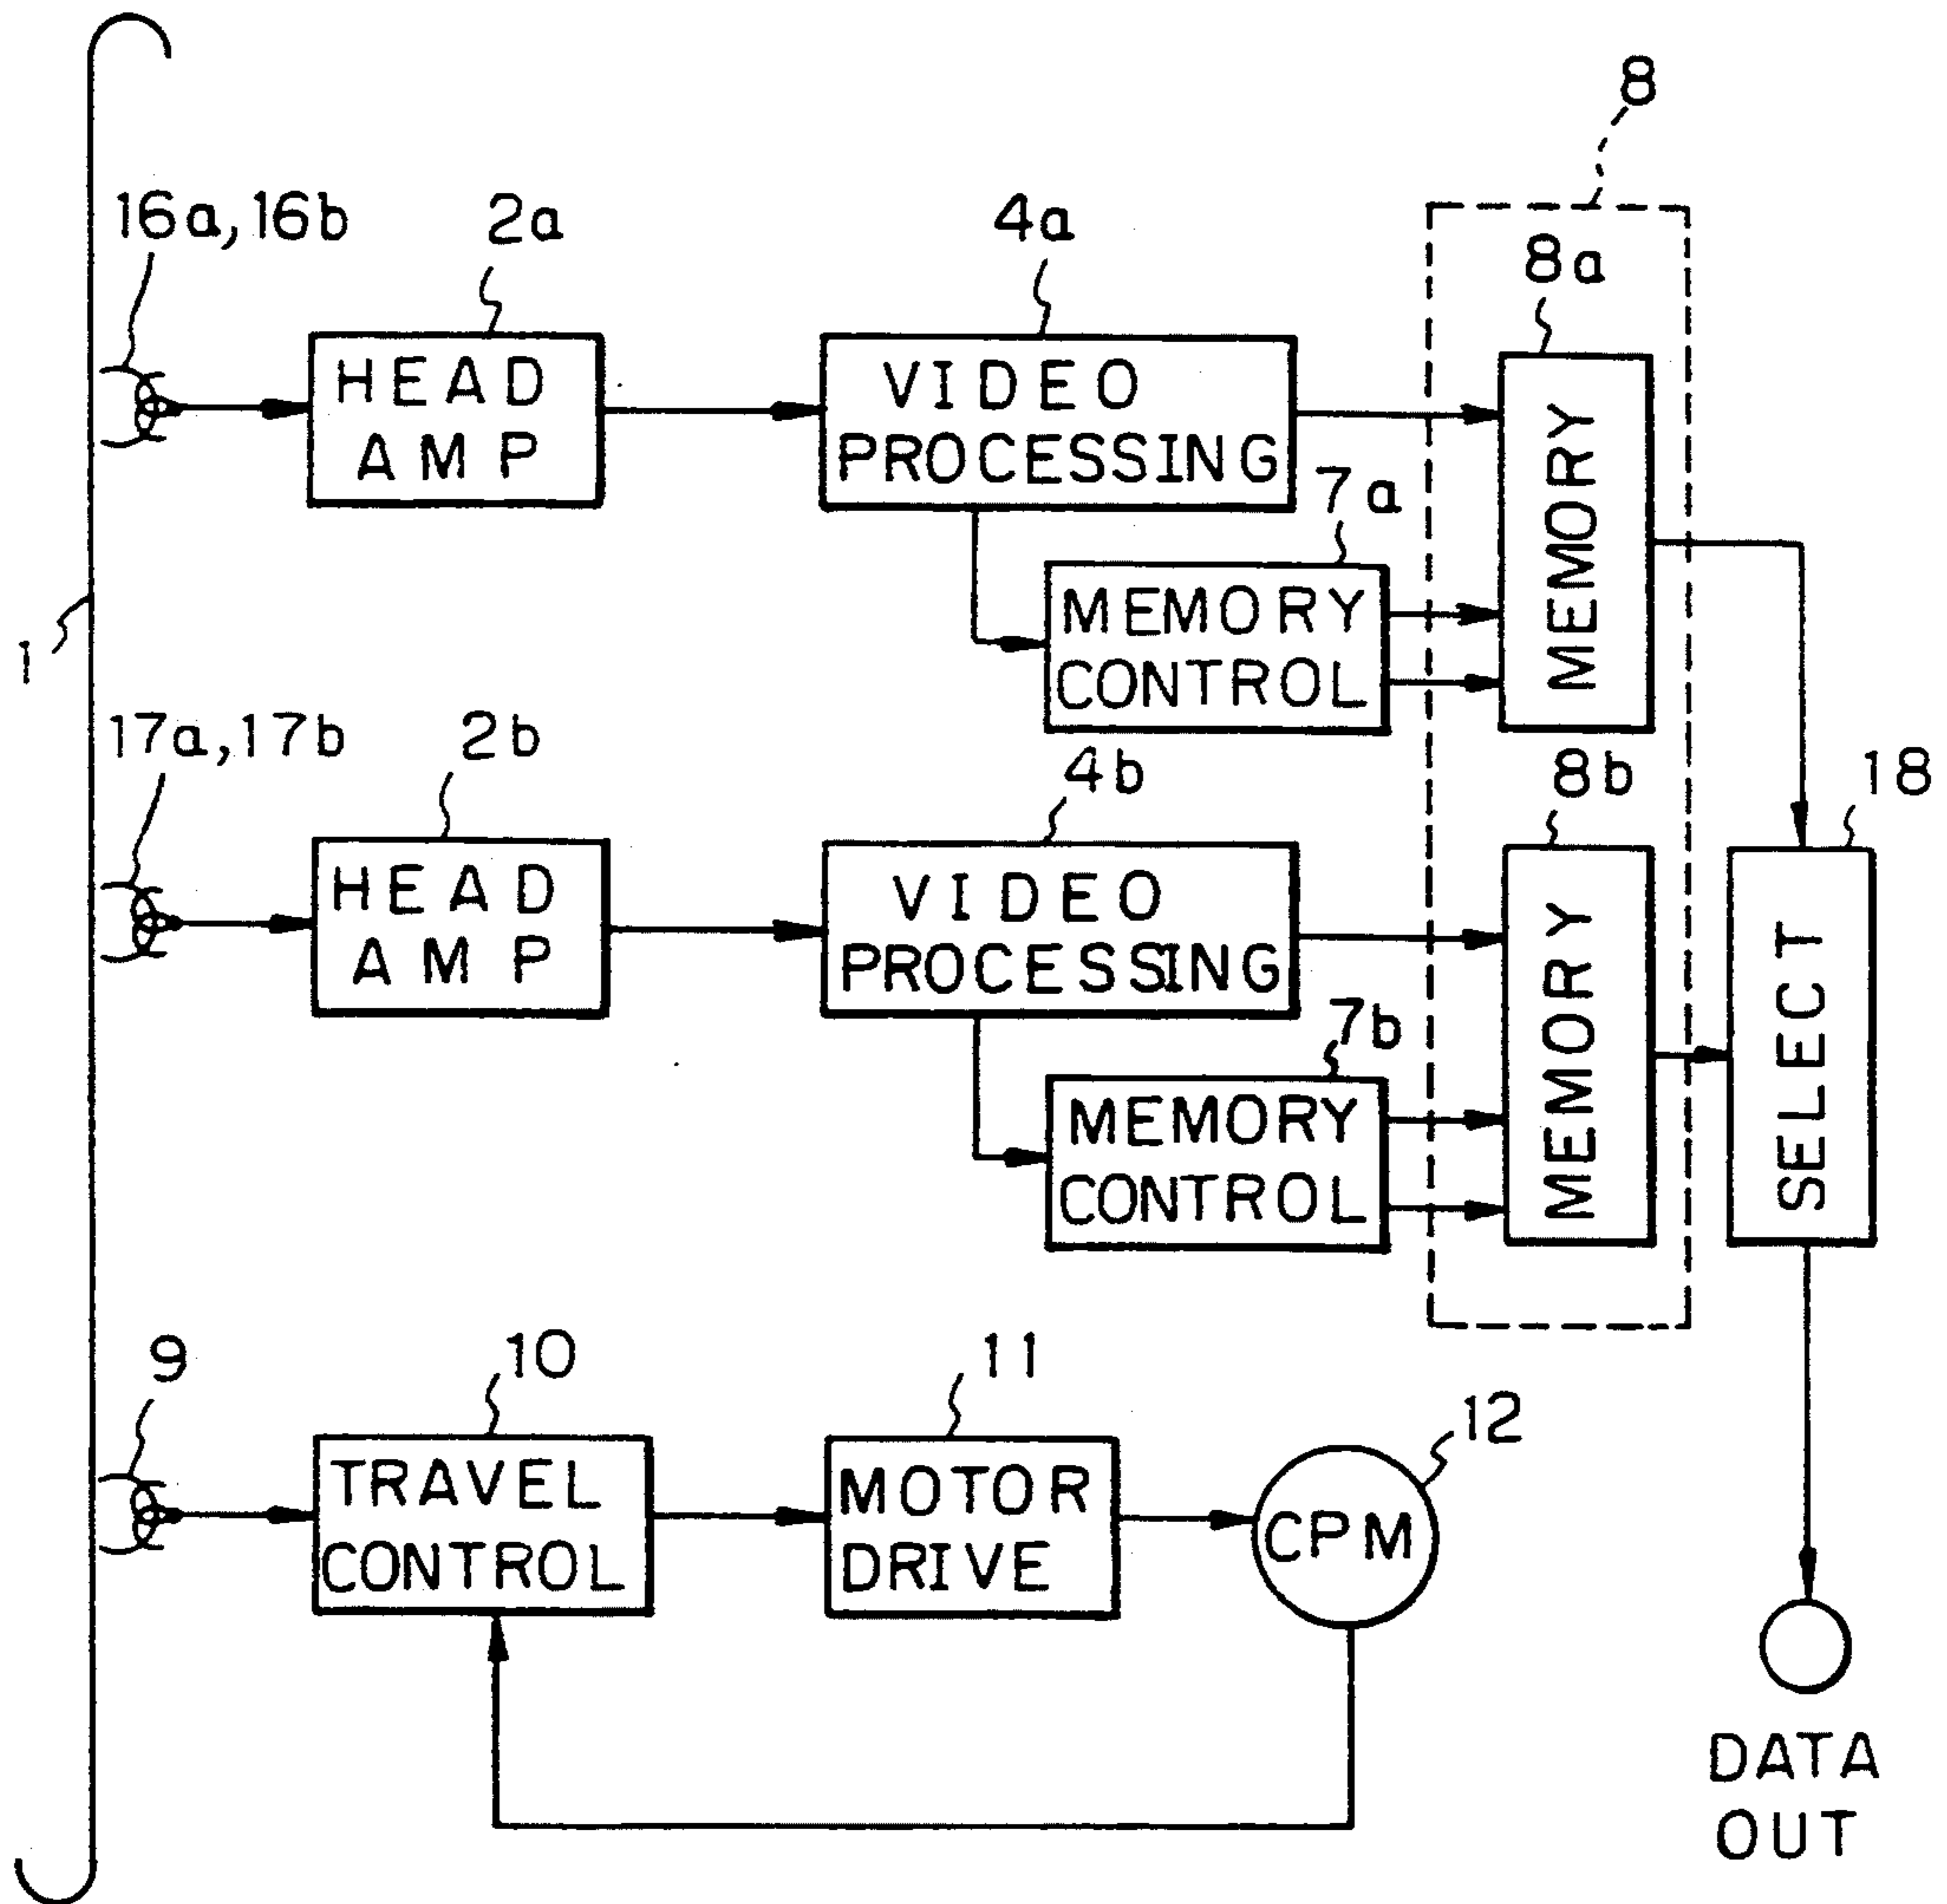 8
16a,16b
2a
4a
8a
HEAD
AMP
VIDEO
PROCESSING
7a
MEMORY
MEMORY
CONTROL
1
17a,17b
2b
4b
8b
18
HEAD
AMP
VIDEO
PROCESSING
7b
MEMORY
SELECT
MEMORY
CONTROL
9
10
11
12
TRAVEL
CONTROL
MOTOR
DRIVE
CPM
DATA
OUT